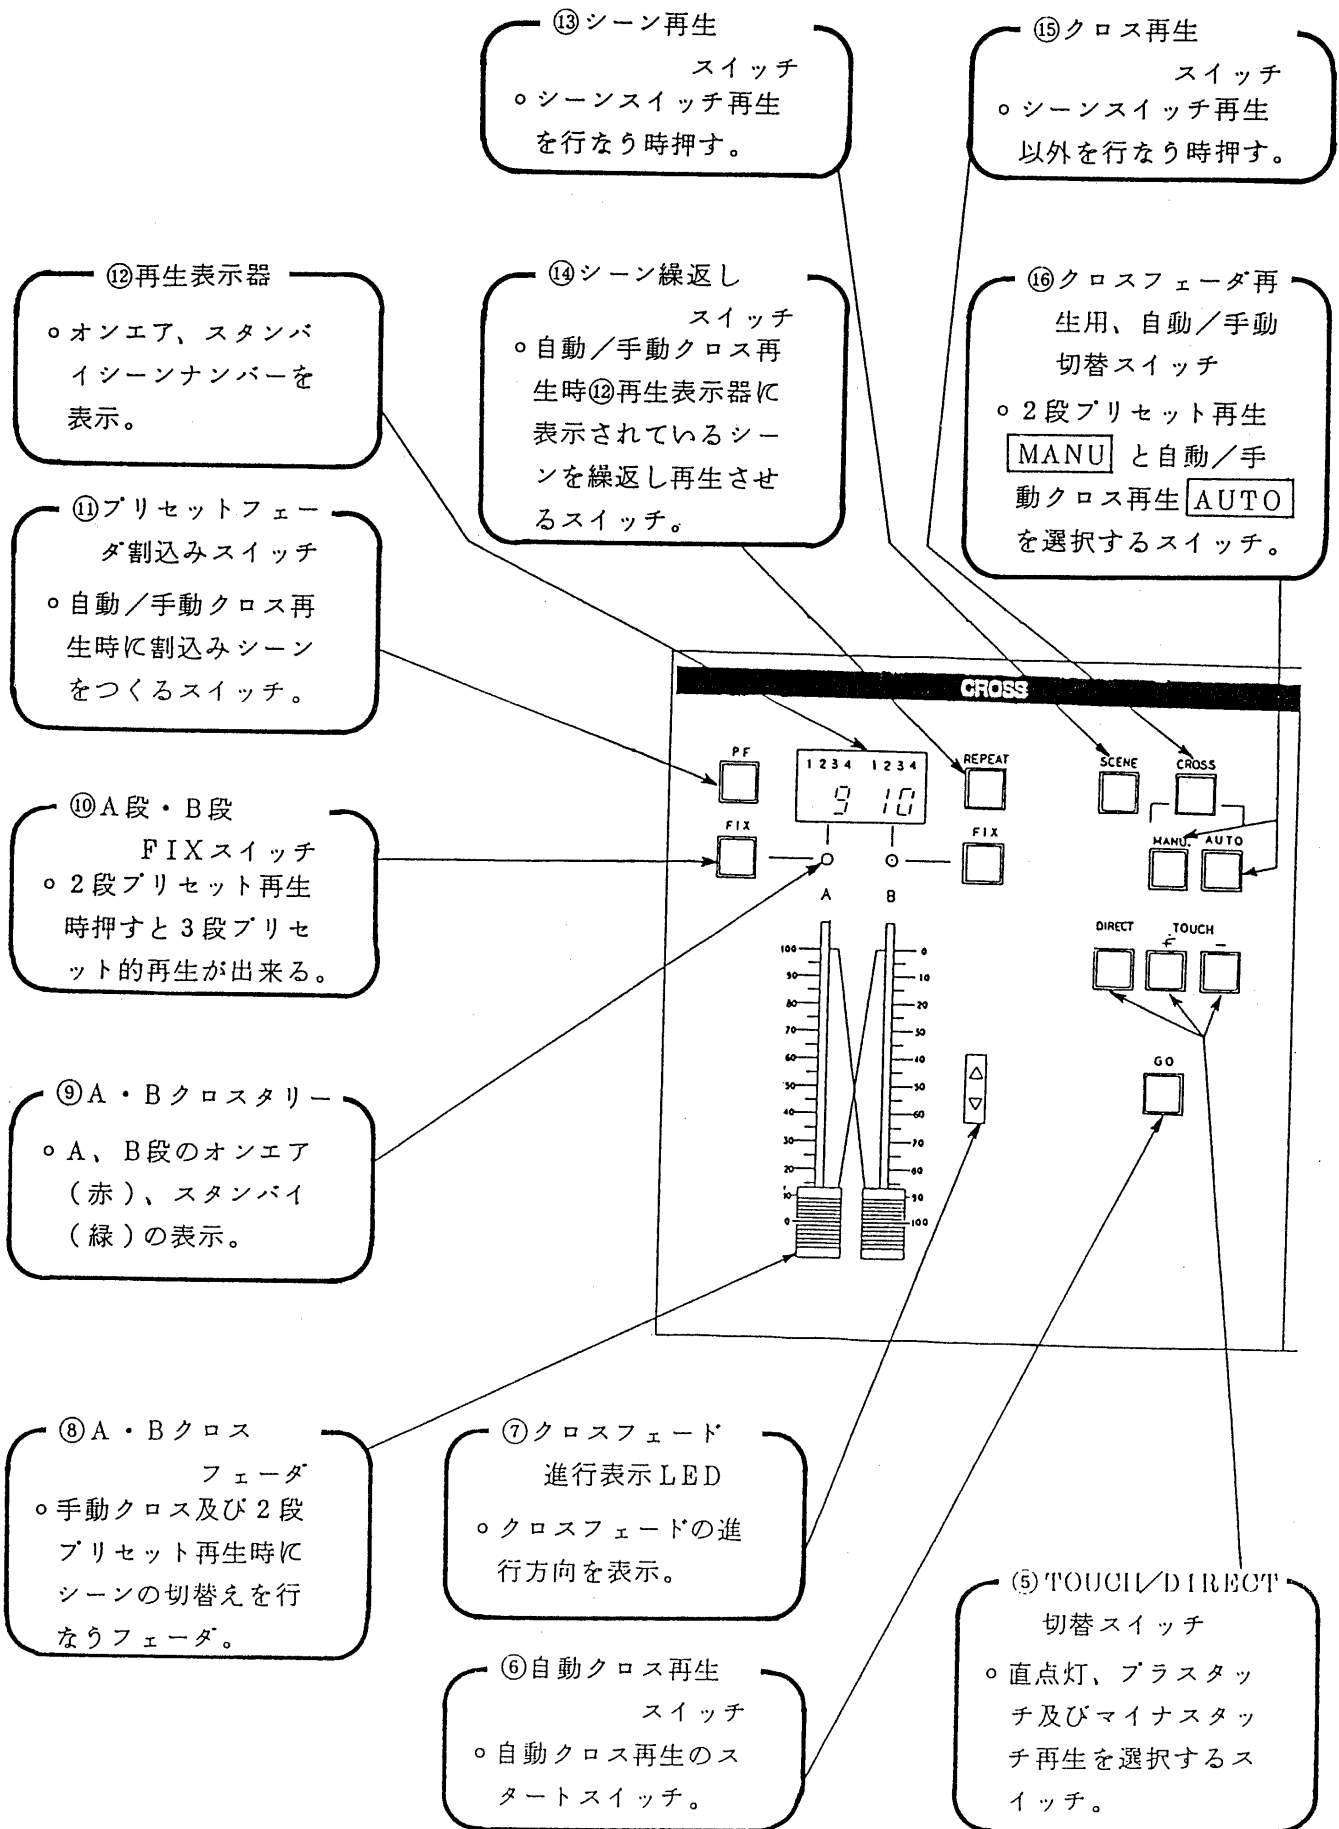 ⑬シーン再生
スイッチ
○シーンスイッチ再生
を行なう時押す。
⑮クロス再生
スイッチ
○シーンスイッチ再生
以外を行なう時押す。
⑫再生表示器
○オンエア、スタンバ
イシーンナンバーを
表示。
⑭シーン繰返し
スイッチ
○自動/手動クロス再
生時⑫再生表示器に
表示されているシー
ンを繰返し再生させ
るスイッチ。
⑯クロスフェーダ再
生用、自動/手動
切替スイッチ
○2段プリセット再生
MANU と自動/手
動クロス再生 AUTO
を選択するスイッチ。
⑪プリセットフェー
ダ割込みスイッチ
○自動/手動クロス再
生時に割込みシーン
をつくるスイッチ。
⑩A段・B段
FIXスイッチ
○2段プリセット再生
時押すと3段プリセ
ット的再生が出来る。
⑨A・Bクロスタリー
○A、B段のオンエア
(赤)、スタンバイ
(緑)の表示。
CROSS
PF
1 2 3 4 1 2 3 4
9 10
REPEAT
SCENE
CROSS
FIX
FIX
MANU.
AUTO
A
B
DIRECT
TOUCH
+
−
100
90
80
70
60
50
40
30
20
10
0
0
10
20
30
40
50
60
70
80
90
100
△
▽
GO
⑧A・Bクロス
フェーダ
○手動クロス及び2段
プリセット再生時に
シーンの切替えを行
なうフェーダ。
⑦クロスフェード
進行表示LED
○クロスフェードの進
行方向を表示。
⑥自動クロス再生
スイッチ
○自動クロス再生のス
タートスイッチ。
⑤TOUCH/DIRECT
切替スイッチ
○直点灯、プラスタッ
チ及びマイナスタッ
チ再生を選択するス
イッチ。